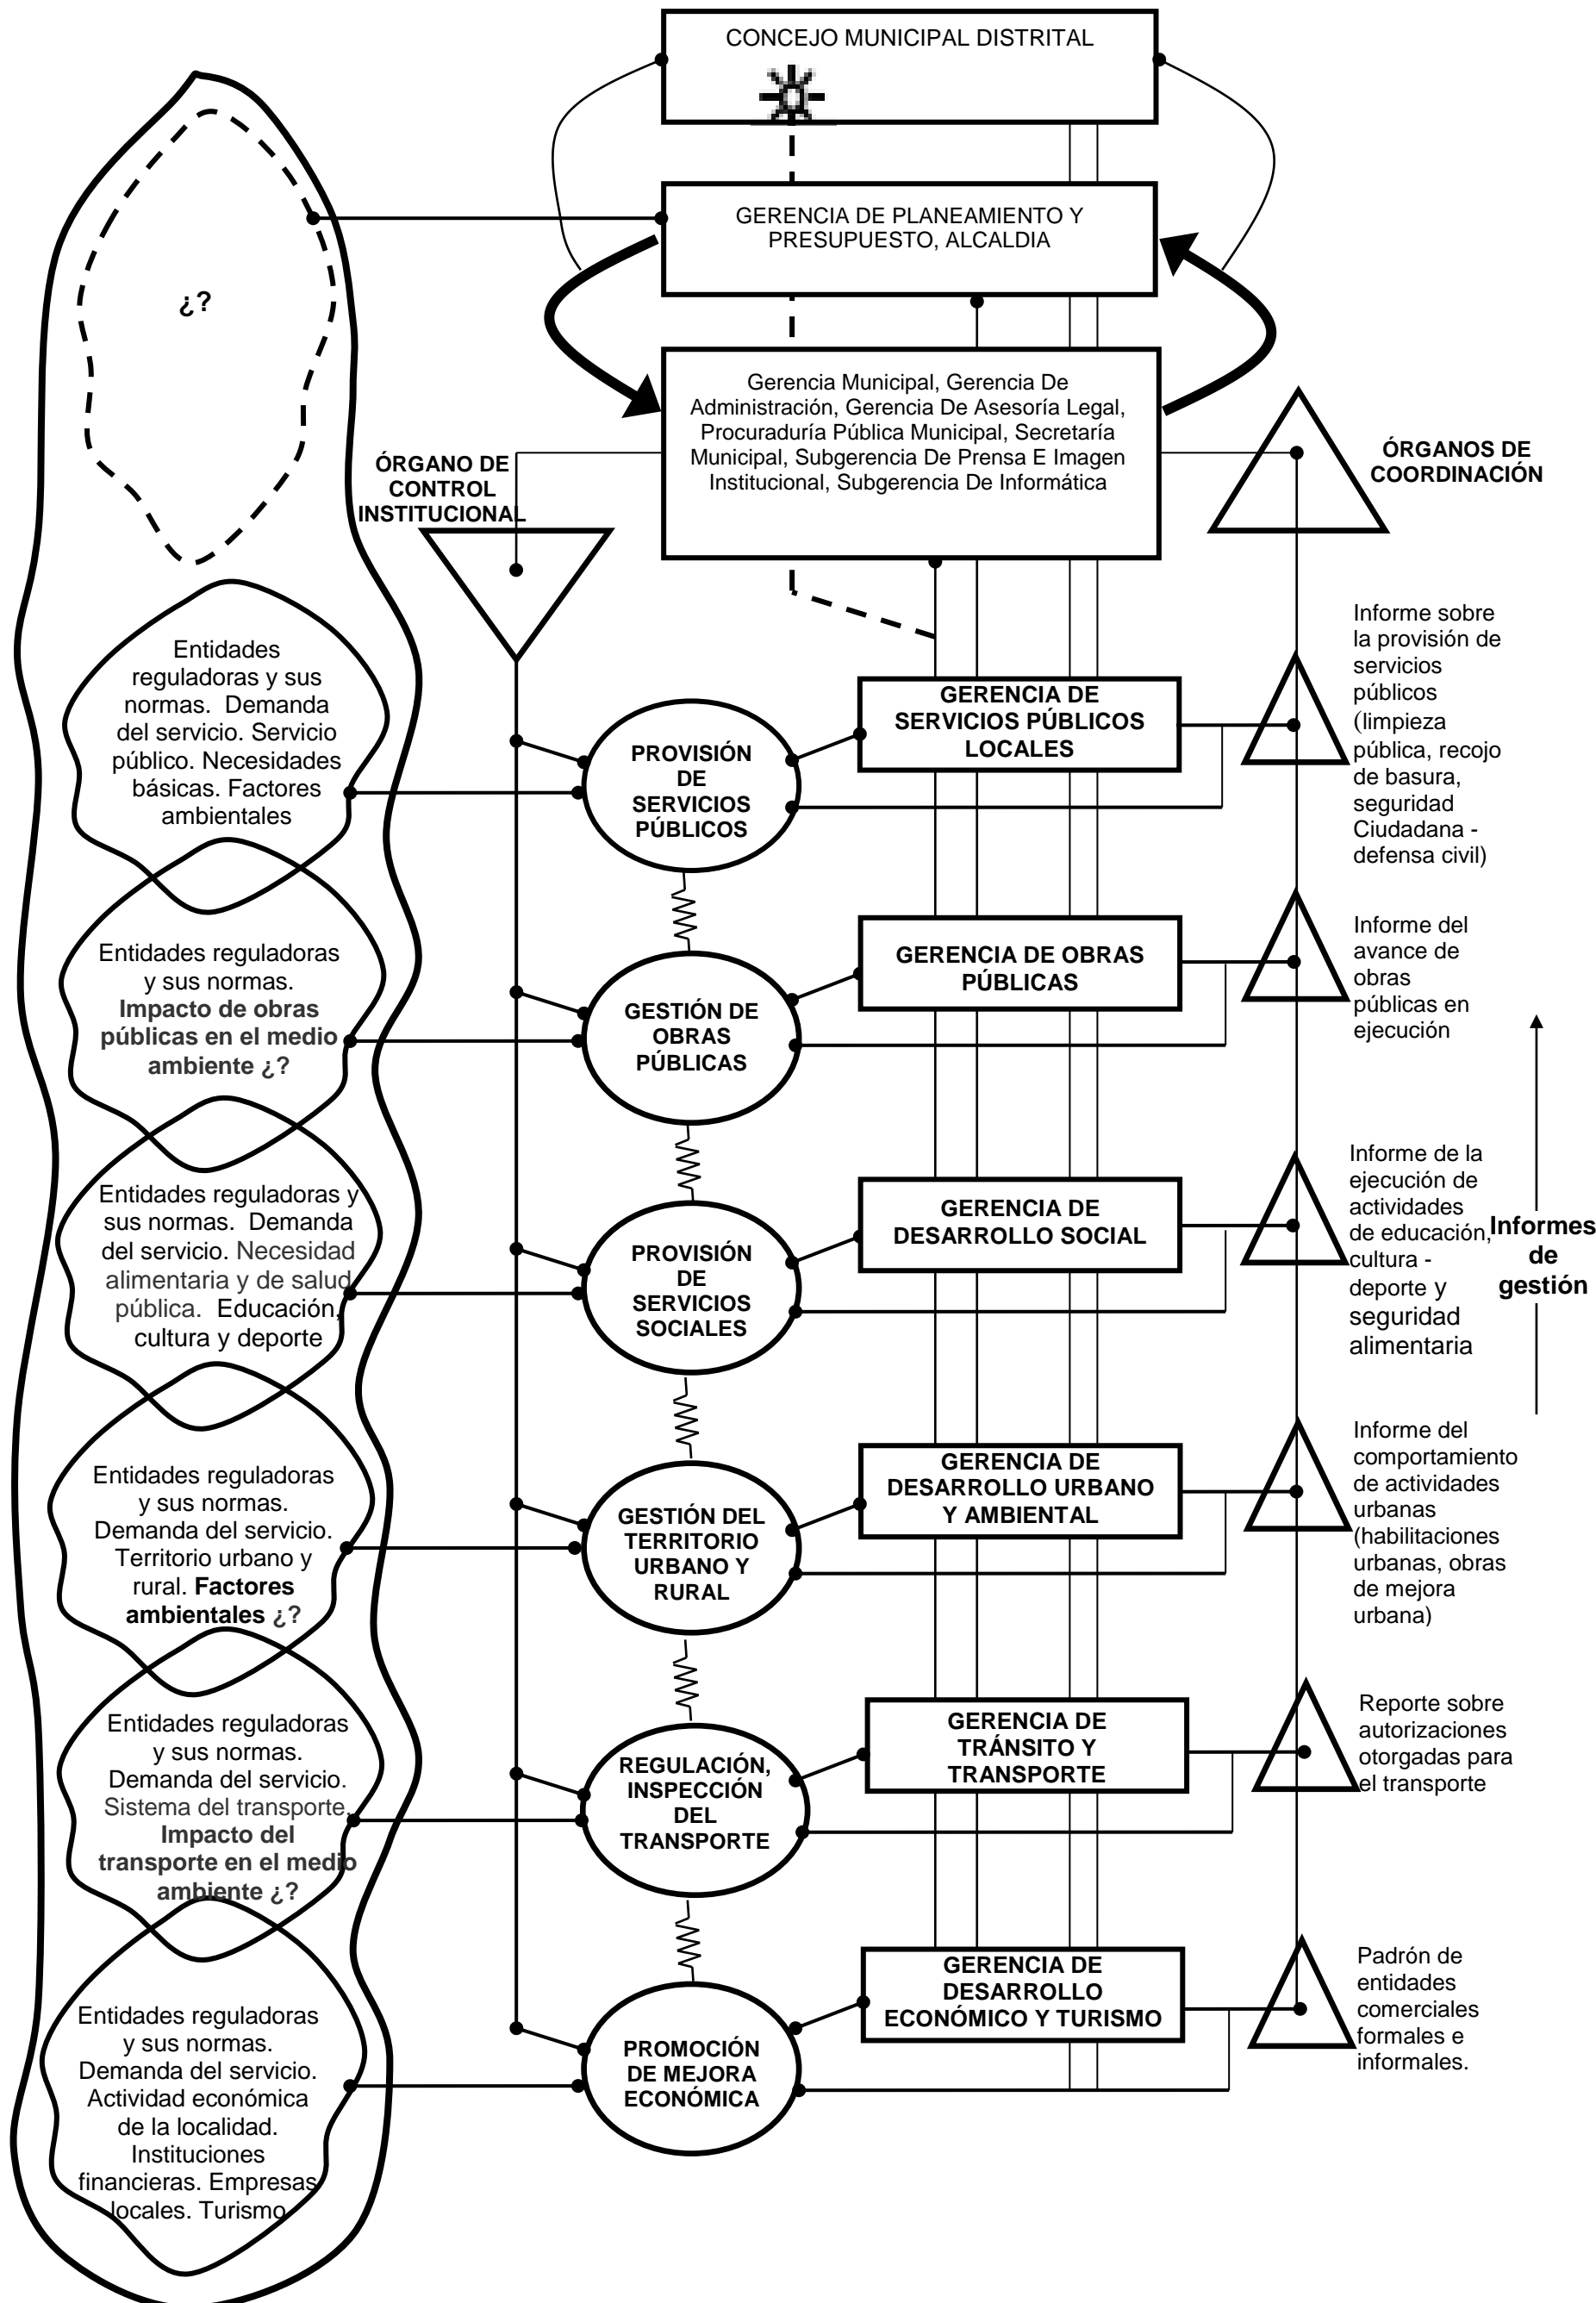 CONCEJO MUNICIPAL DISTRITAL
GERENCIA DE PLANEAMIENTO Y
PRESUPUESTO, ALCALDIA
¿?
Gerencia Municipal, Gerencia De
Administración, Gerencia De Asesoría Legal,
Procuraduría Pública Municipal, Secretaría
Municipal, Subgerencia De Prensa E Imagen
Institucional, Subgerencia De Informática
ÓRGANO DE
CONTROL
INSTITUCIONAL
ÓRGANOS DE
COORDINACIÓN
Entidades
reguladoras y sus
normas.  Demanda
del servicio. Servicio
público. Necesidades
básicas. Factores
ambientales
PROVISIÓN
DE
SERVICIOS
PÚBLICOS
GERENCIA DE
SERVICIOS PÚBLICOS
LOCALES
Informe sobre
la provisión de
servicios
públicos
(limpieza
pública, recojo
de basura,
seguridad
Ciudadana -
defensa civil)
Entidades reguladoras
y sus normas.
Impacto de obras
públicas en el medio
ambiente ¿?
GESTIÓN DE
OBRAS
PÚBLICAS
GERENCIA DE OBRAS
PÚBLICAS
Informe del
avance de
obras
públicas en
ejecución
Entidades reguladoras y
sus normas.  Demanda
del servicio. Necesidad
alimentaria y de salud
pública.  Educación,
cultura y deporte
PROVISIÓN
DE
SERVICIOS
SOCIALES
GERENCIA DE
DESARROLLO SOCIAL
Informe de la
ejecución de
actividades
de educación,
cultura -
deporte y
seguridad
alimentaria
Informes
de
gestión
Entidades reguladoras
y sus normas.
Demanda del servicio.
Territorio urbano y
rural. Factores
ambientales ¿?
GESTIÓN DEL
TERRITORIO
URBANO Y
RURAL
GERENCIA DE
DESARROLLO URBANO
Y AMBIENTAL
Informe del
comportamiento
de actividades
urbanas
(habilitaciones
urbanas, obras
de mejora
urbana)
Entidades reguladoras
y sus normas.
Demanda del servicio.
Sistema del transporte.
Impacto del
transporte en el medio
ambiente ¿?
REGULACIÓN,
INSPECCIÓN
DEL
TRANSPORTE
GERENCIA DE
TRÁNSITO Y
TRANSPORTE
Reporte sobre
autorizaciones
otorgadas para
el transporte
Entidades reguladoras
y sus normas.
Demanda del servicio.
Actividad económica
de la localidad.
Instituciones
financieras. Empresas
locales. Turismo
PROMOCIÓN
DE MEJORA
ECONÓMICA
GERENCIA DE
DESARROLLO
ECONÓMICO Y TURISMO
Padrón de
entidades
comerciales
formales e
informales.